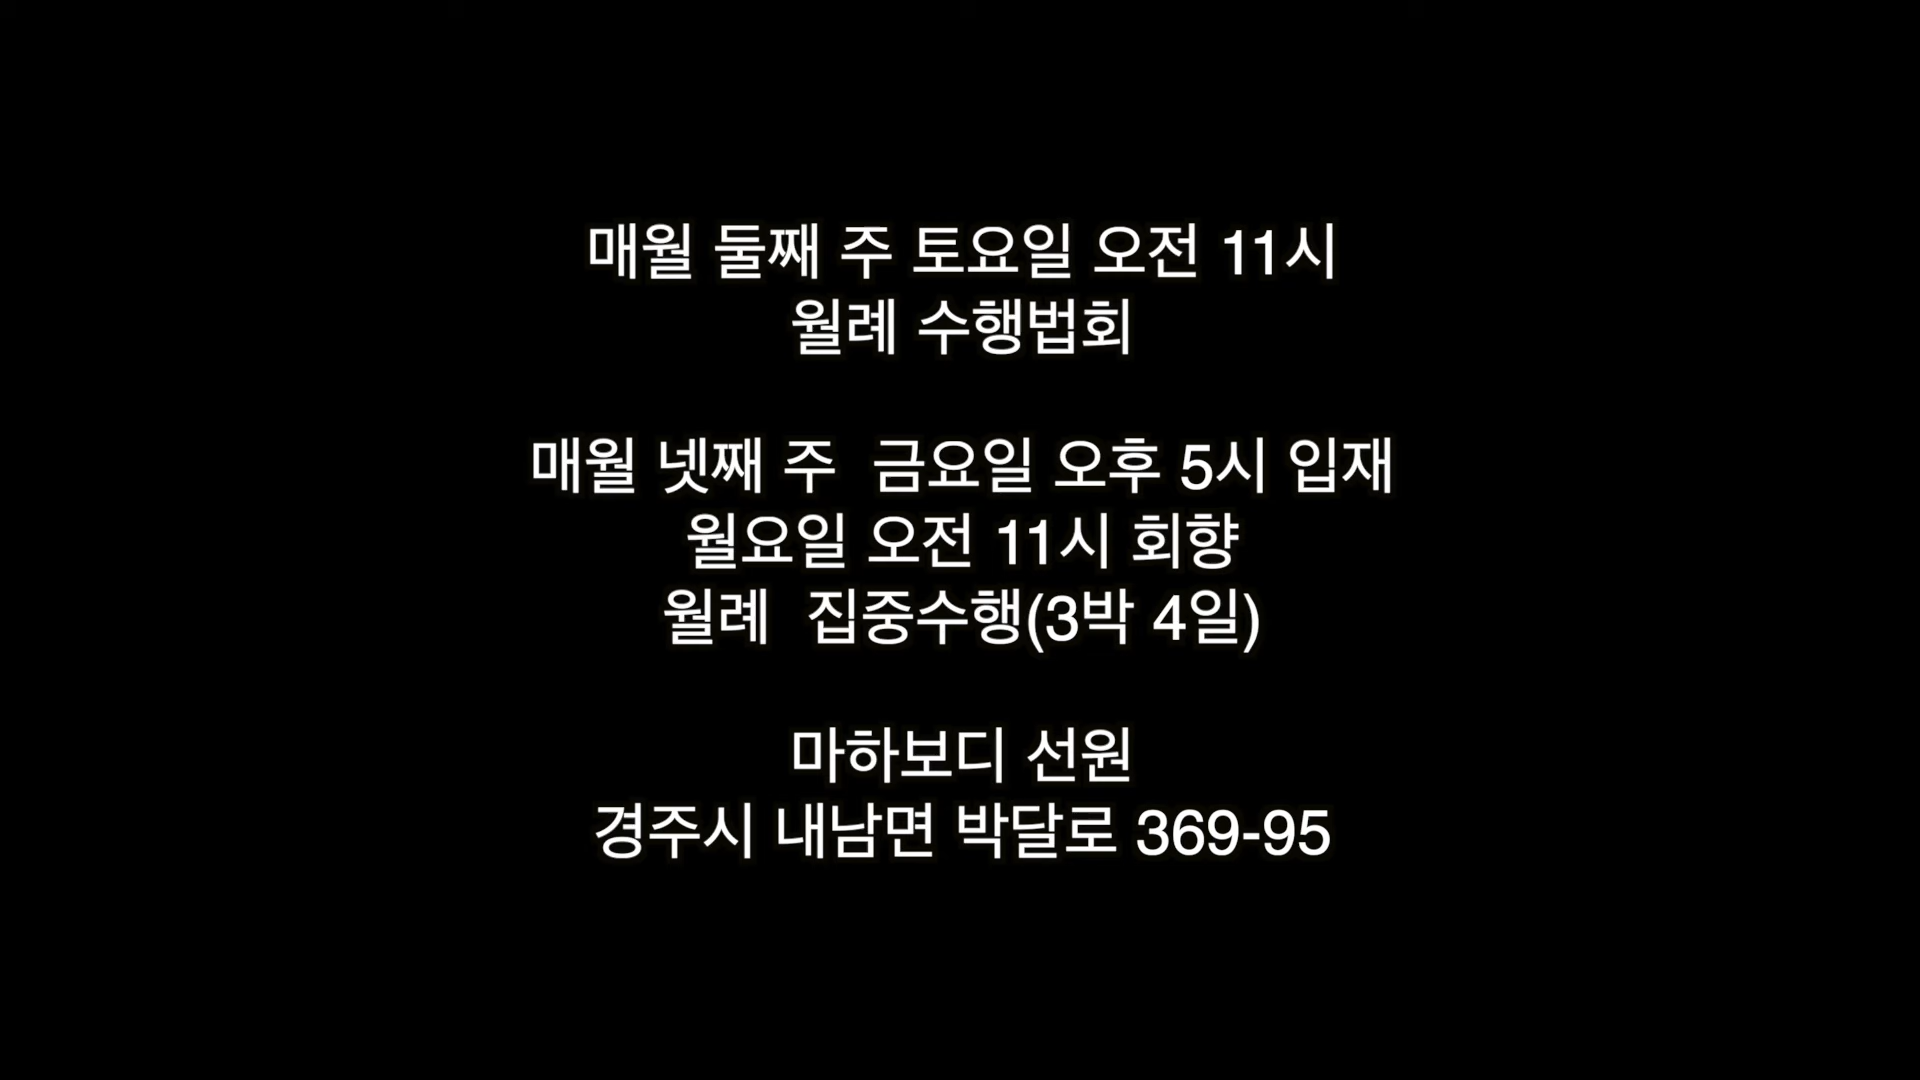 매월 둘째 주 토요일 오전 11시
월례 수행법회
매월 넷째 주  금요일 오후 5시 입재
월요일 오전 11시 회향
월례  집중수행(3박 4일)
마하보디 선원
경주시 내남면 박달로 369-95